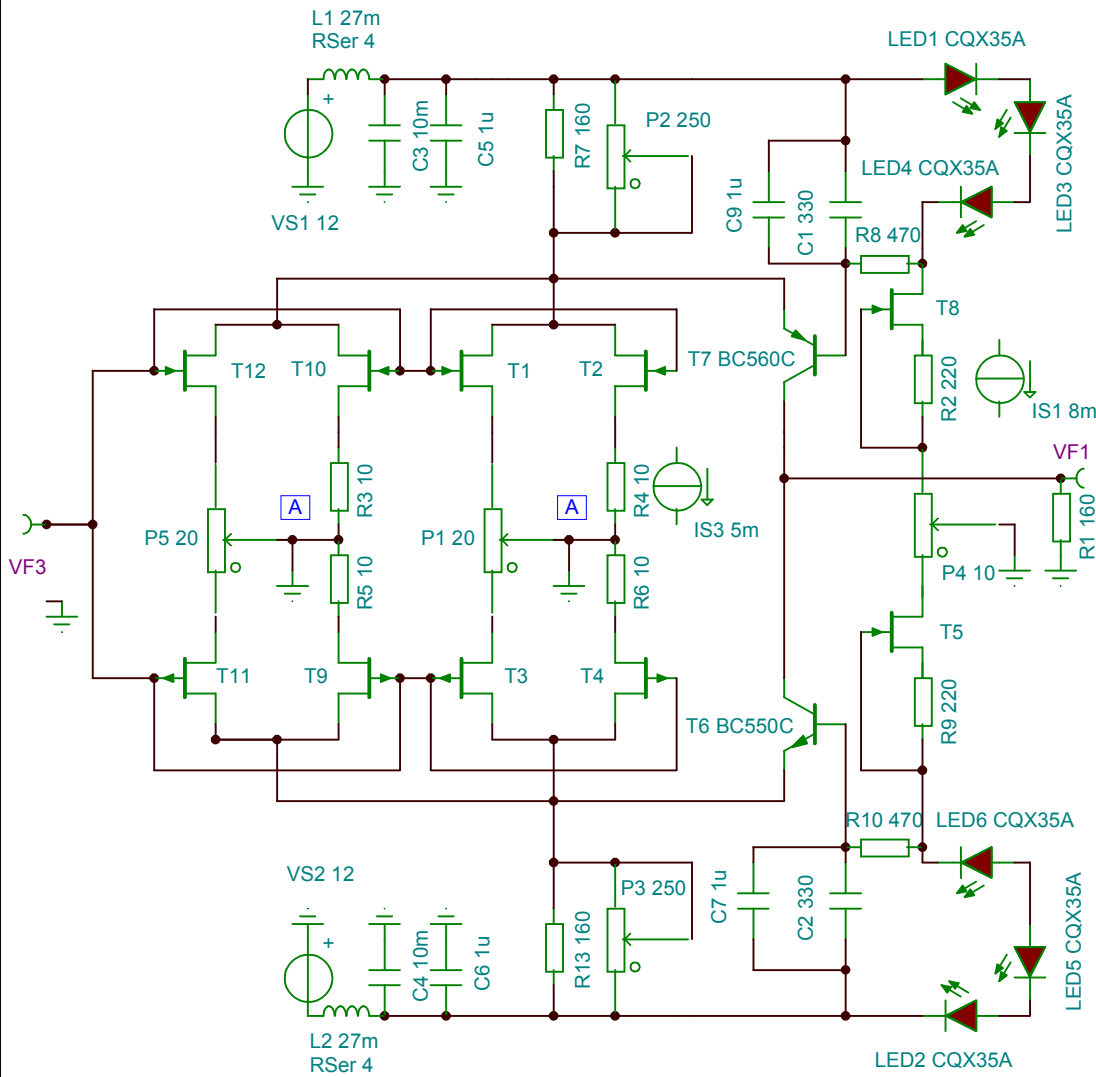 L1 27m
RSer 4
LED1 CQX35A
+
C3 10m
C5 1u
R7 160
P2 250
LED3 CQX35A
LED4 CQX35A
VS1 12
C9 1u
C1 330
R8 470
T8
T12
T10
T1
T2
T7 BC560C
R2 220
IS1 8m
VF1
R3 10
R4 10
A
A
IS3 5m
R1 160
P5 20
P1 20
VF3
R5 10
R6 10
P4 10
T5
T11
T9
T3
T4
R9 220
T6 BC550C
R10 470
LED6 CQX35A
VS2 12
P3 250
C7 1u
C2 330
+
C4 10m
C6 1u
R13 160
LED5 CQX35A
L2 27m
RSer 4
LED2 CQX35A